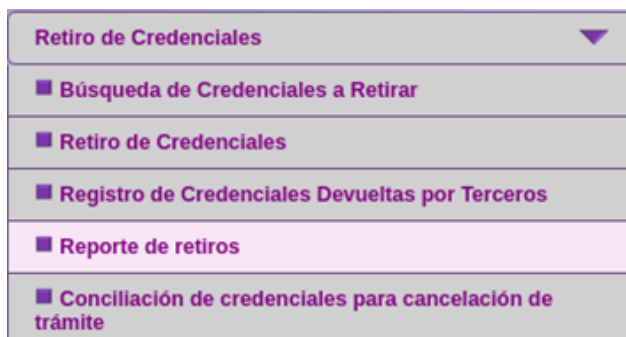 Retiro de Credenciales
Búsqueda de Credenciales a Retirar
Retiro de Credenciales
Registro de Credenciales Devueltas por Terceros
Reporte de retiros
Conciliación de credenciales para cancelación de
trámite